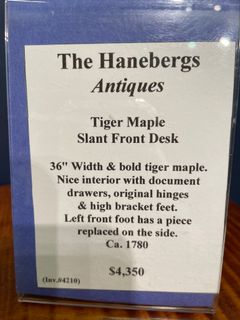 The Hanebergs
Antiques
Tiger Maple
Slant Front Desk
36" Width & bold tiger maple.
Nice interior with document
drawers, original hinges
& high bracket feet.
Left front foot has a piece
replaced on the side.
Ca. 1780
$4,350
(Inv.#4210)